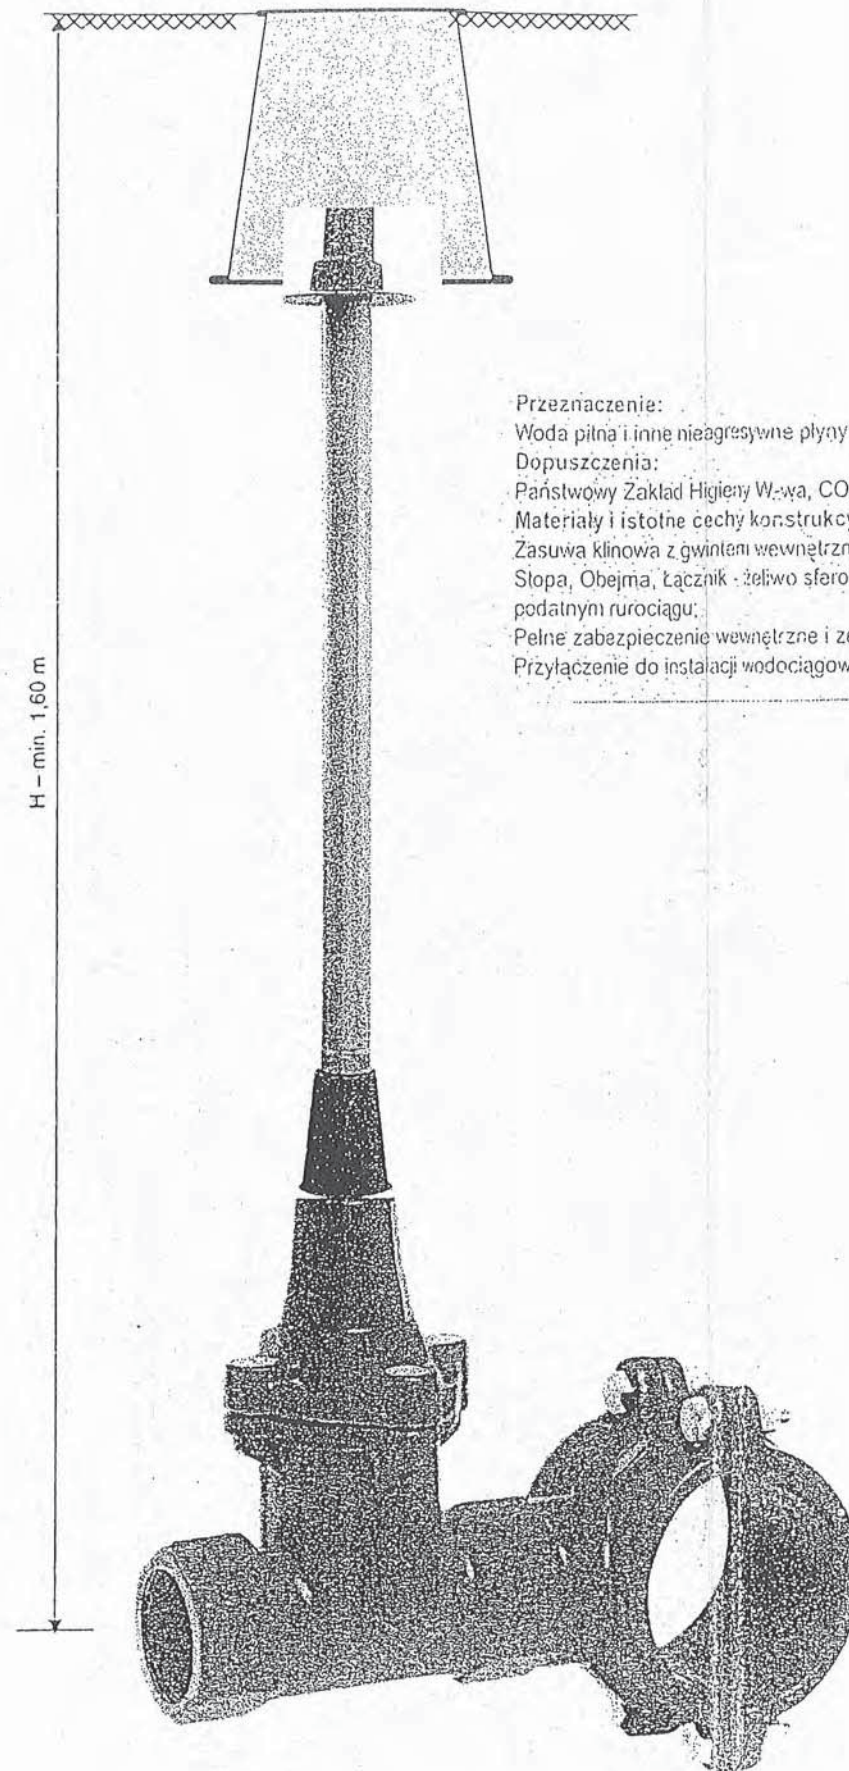 Przeznaczenie:
Woda pitna i inne nieagresywne płyny
Dopuszczenia:
Państwowy Zakład Higieny W-wa, CO
Materiały i istotne cechy konstrukcy
Zasuwa klinowa z gwintem wewnętrzn
Stopa, Obejma, Łącznik - żeliwo sfero
podatnym rurociągu;
Pełne zabezpieczenie wewnętrzne i ze
Przyłączenie do instalacji wodociągow
H – min. 1,60 m